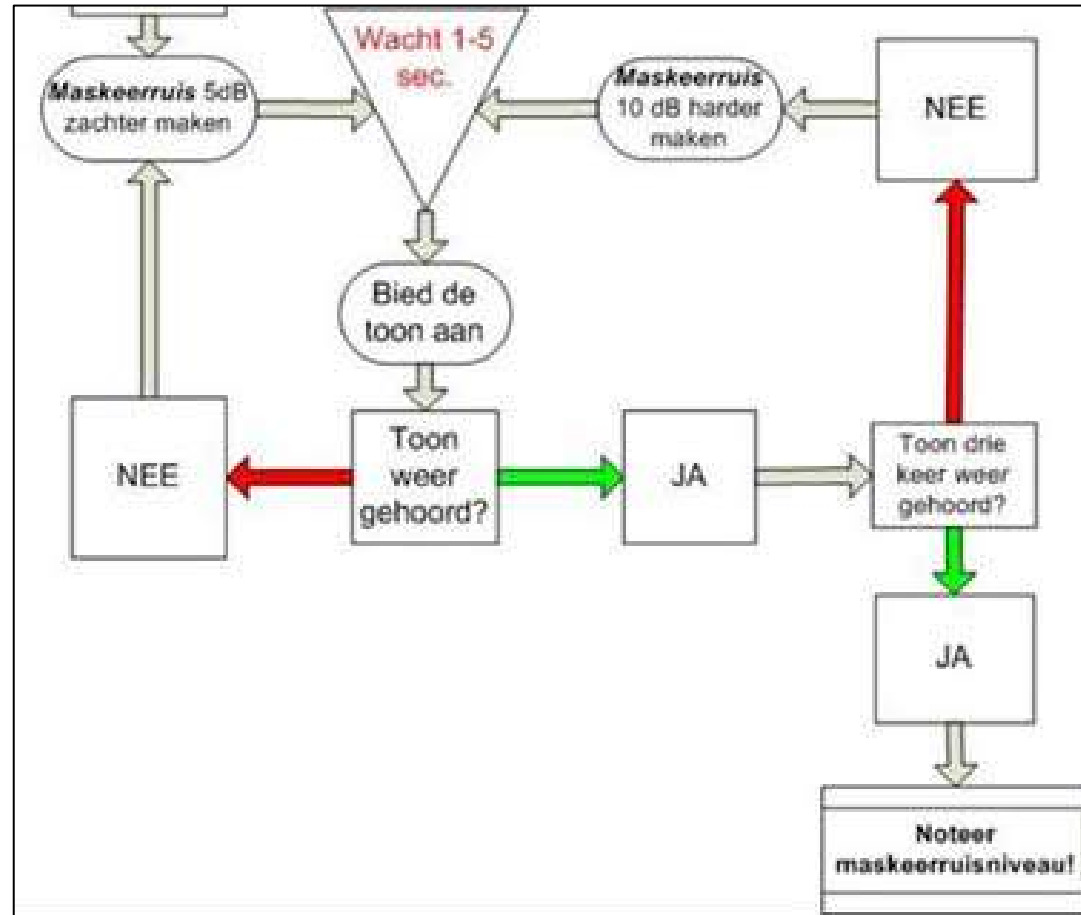 Maskeerruis 5dB
zachter maken
Wacht 1-5
sec.
Maskeerruis
10 dB harder
maken
NEE
Bied de
toon aan
NEE
Toon
weer
gehoord?
JA
Toon drie
keer weer
gehoord?
JA
Noteer
maskeerruisniveau!